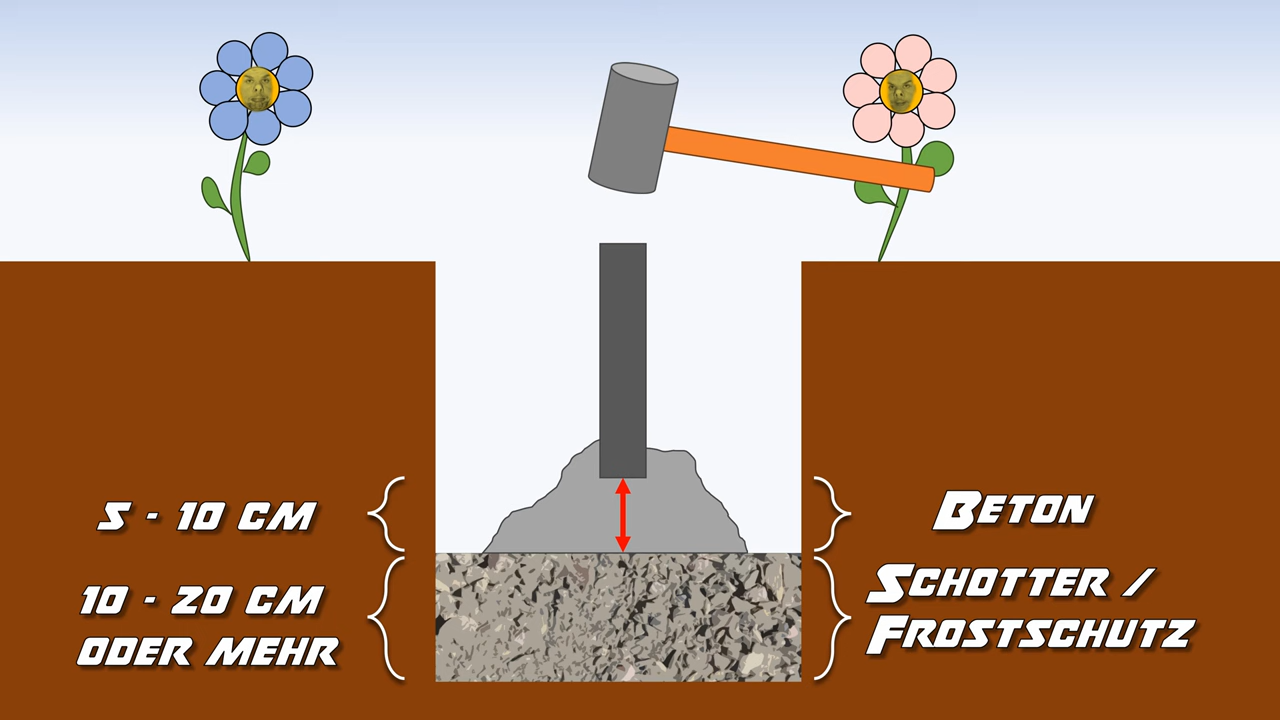 5 - 10 cm
Beton
10 - 20 cm
oder mehr
Schotter /
Frostschutz